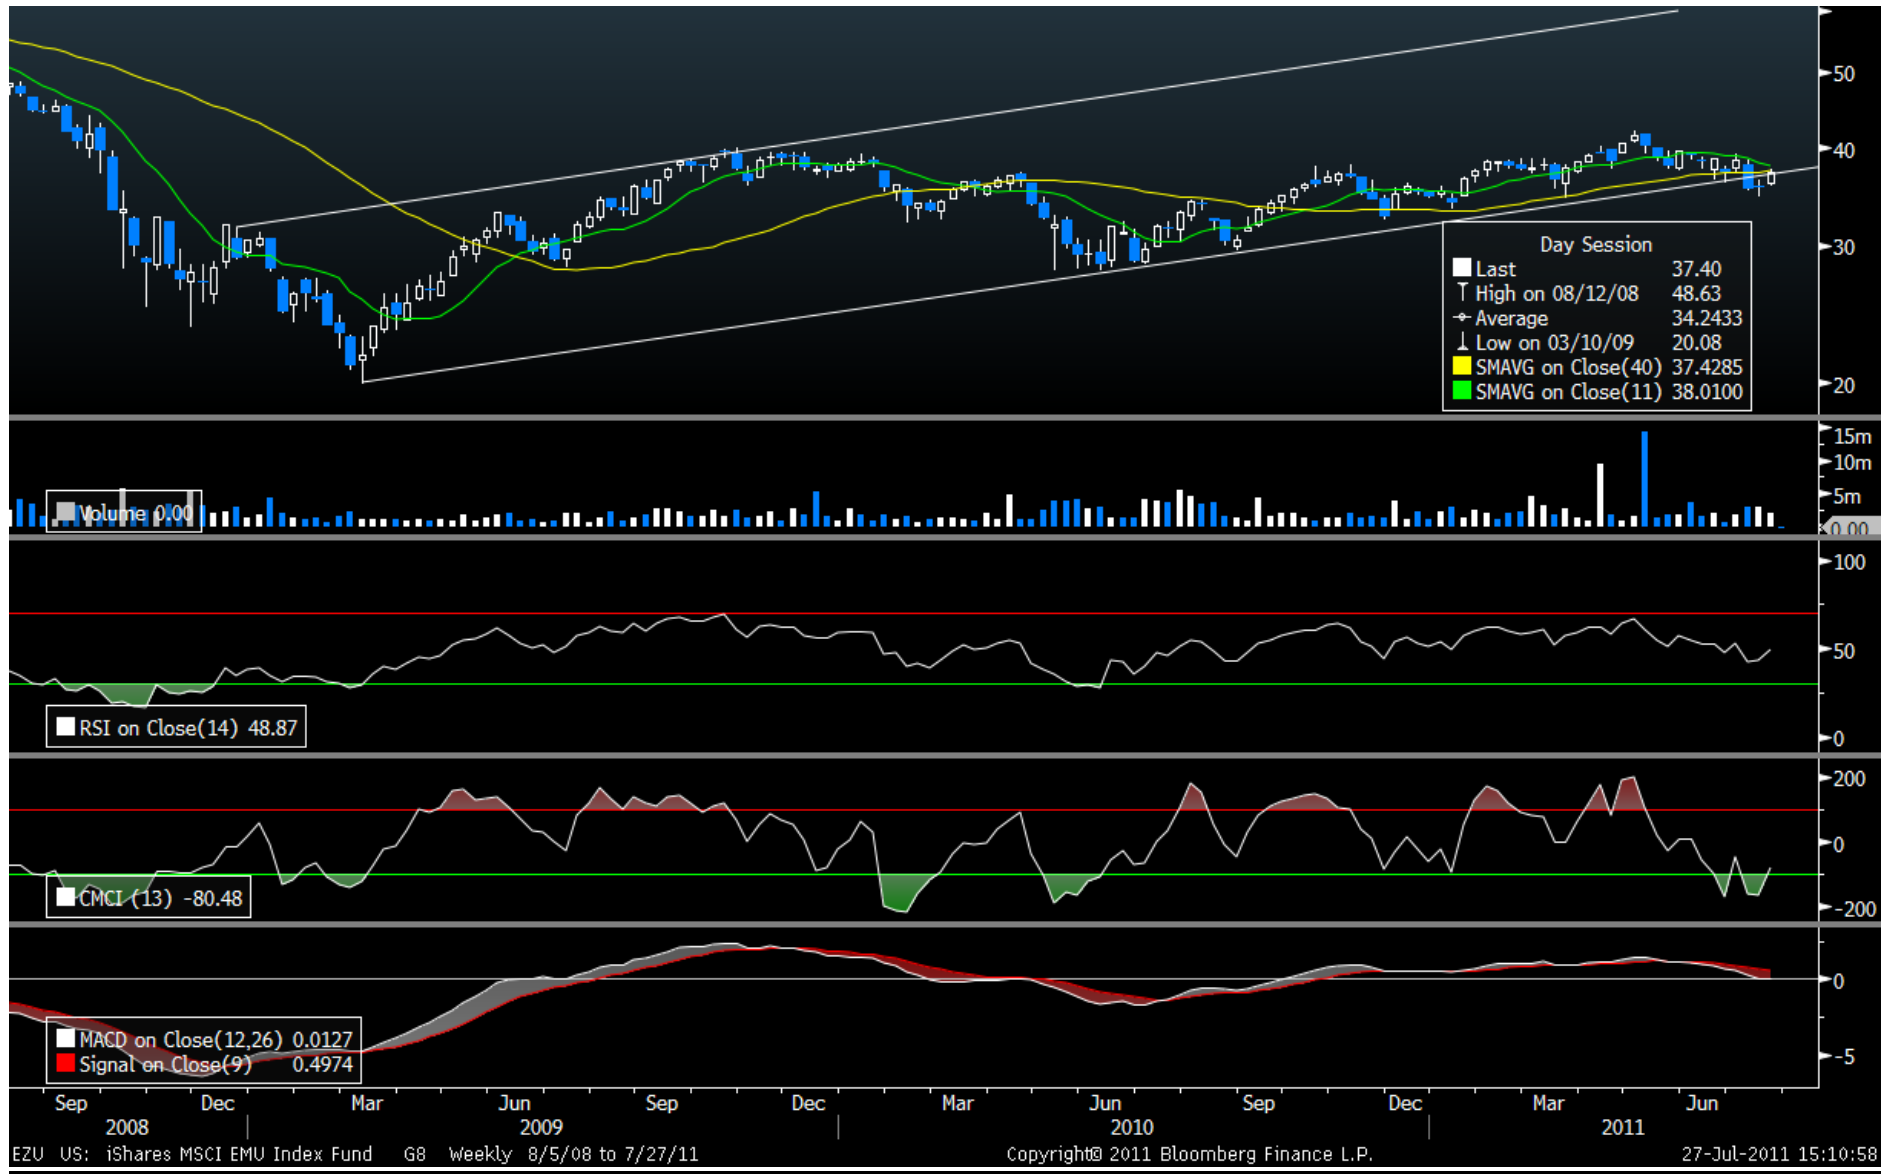 50
40
30
20
Day Session
Last 37.40
High on 08/12/08 48.63
Average 34.2433
Low on 03/10/09 20.08
SMAVG on Close(40) 37.4285
SMAVG on Close(11) 38.0100
15m
10m
5m
0.00
Volume 0.00
100
50
0
RSI on Close(14) 48.87
200
0
-200
CMCI (13) -80.48
0
-5
MACD on Close(12,26) 0.0127
Signal on Close(9) 0.4974
Sep Dec Mar Jun Sep Dec Mar Jun Sep Dec Mar Jun
2008 2009 2010 2011
EZU US: iShares MSCI EMU Index Fund G8 Weekly 8/5/08 to 7/27/11 Copyright© 2011 Bloomberg Finance L.P. 27-Jul-2011 15:10:58